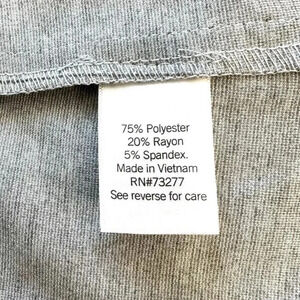 75% Polyester
20% Rayon
5% Spandex.
Made in Vietnam
RN#73277
See reverse for care